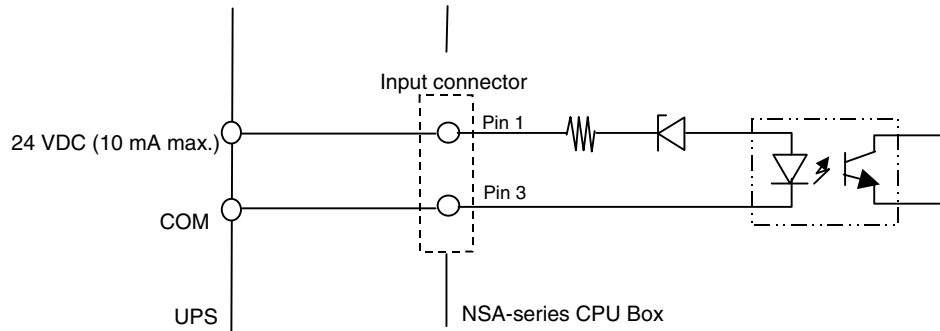 Input connector
Pin 1
24 VDC (10 mA max.)
Pin 3
COM
UPS
NSA-series CPU Box